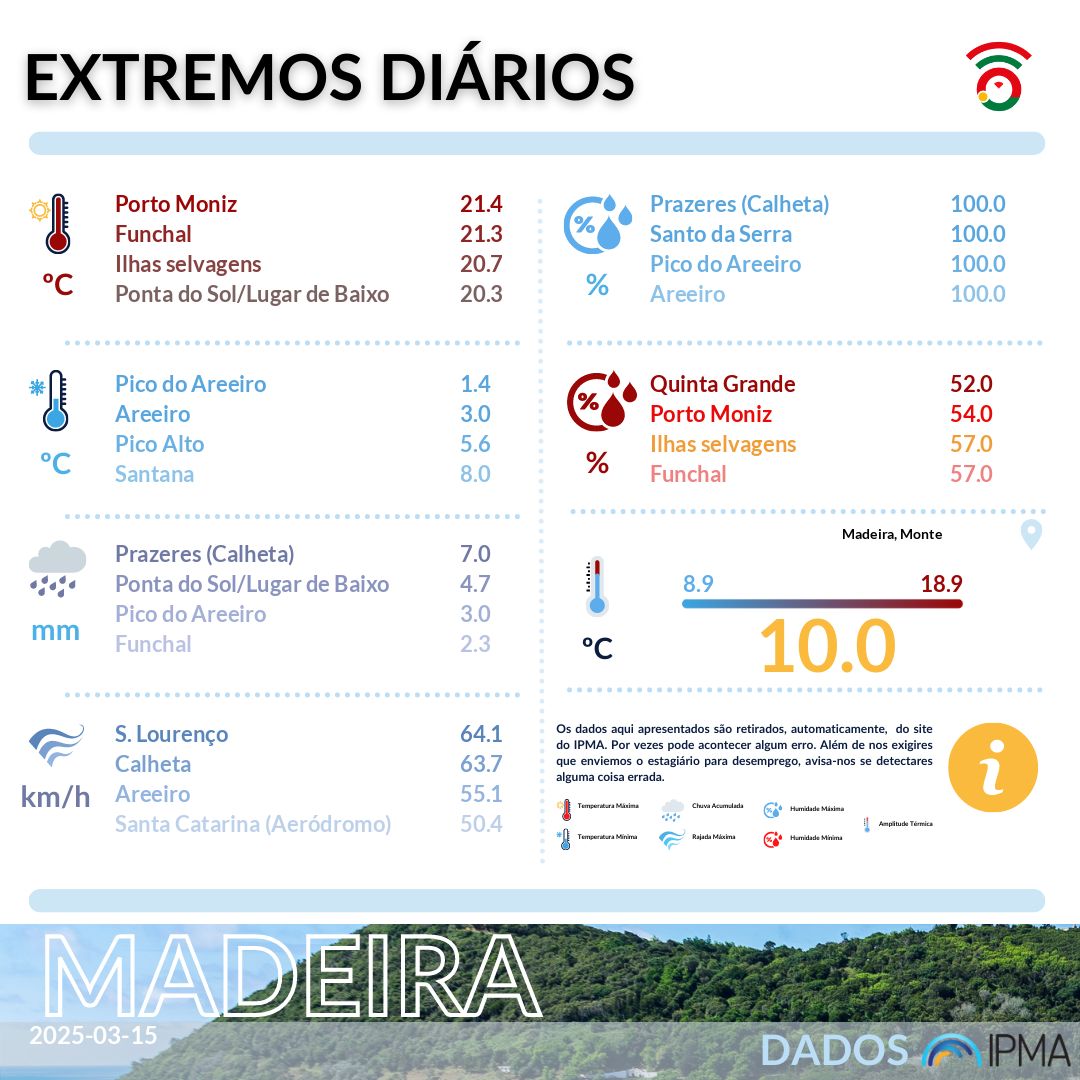 EXTREMOS DIÁRIOS
Porto Moniz 21.4
Funchal 21.3
Ilhas selvagens 20.7
Ponta do Sol/Lugar de Baixo 20.3
ºC
Pico do Areeiro 1.4
Areeiro 3.0
Pico Alto 5.6
Santana 8.0
ºC
Prazeres (Calheta) 7.0
Ponta do Sol/Lugar de Baixo 4.7
Pico do Areeiro 3.0
Funchal 2.3
mm
S. Lourenço 64.1
Calheta 63.7
Areeiro 55.1
Santa Catarina (Aeródromo) 50.4
km/h
%
Prazeres (Calheta) 100.0
Santo da Serra 100.0
Pico do Areeiro 100.0
Areeiro 100.0
%
%
Quinta Grande 52.0
Porto Moniz 54.0
Ilhas selvagens 57.0
Funchal 57.0
%
Madeira, Monte
8.9 18.9
10.0
ºC
Os dados aqui apresentados são retirados, automaticamente, do site
do IPMA. Por vezes pode acontecer algum erro. Além de nos exigires
que enviemos o estagiário para desemprego, avisa-nos se detectares
alguma coisa errada.
i
Temperatura Máxima Chuva Acumulada Humidade Máxima
Amplitude Térmica
Temperatura Mínima Rajada Máxima Humidade Mínima
MADEIRA
2025-03-15
DADOS IPMA